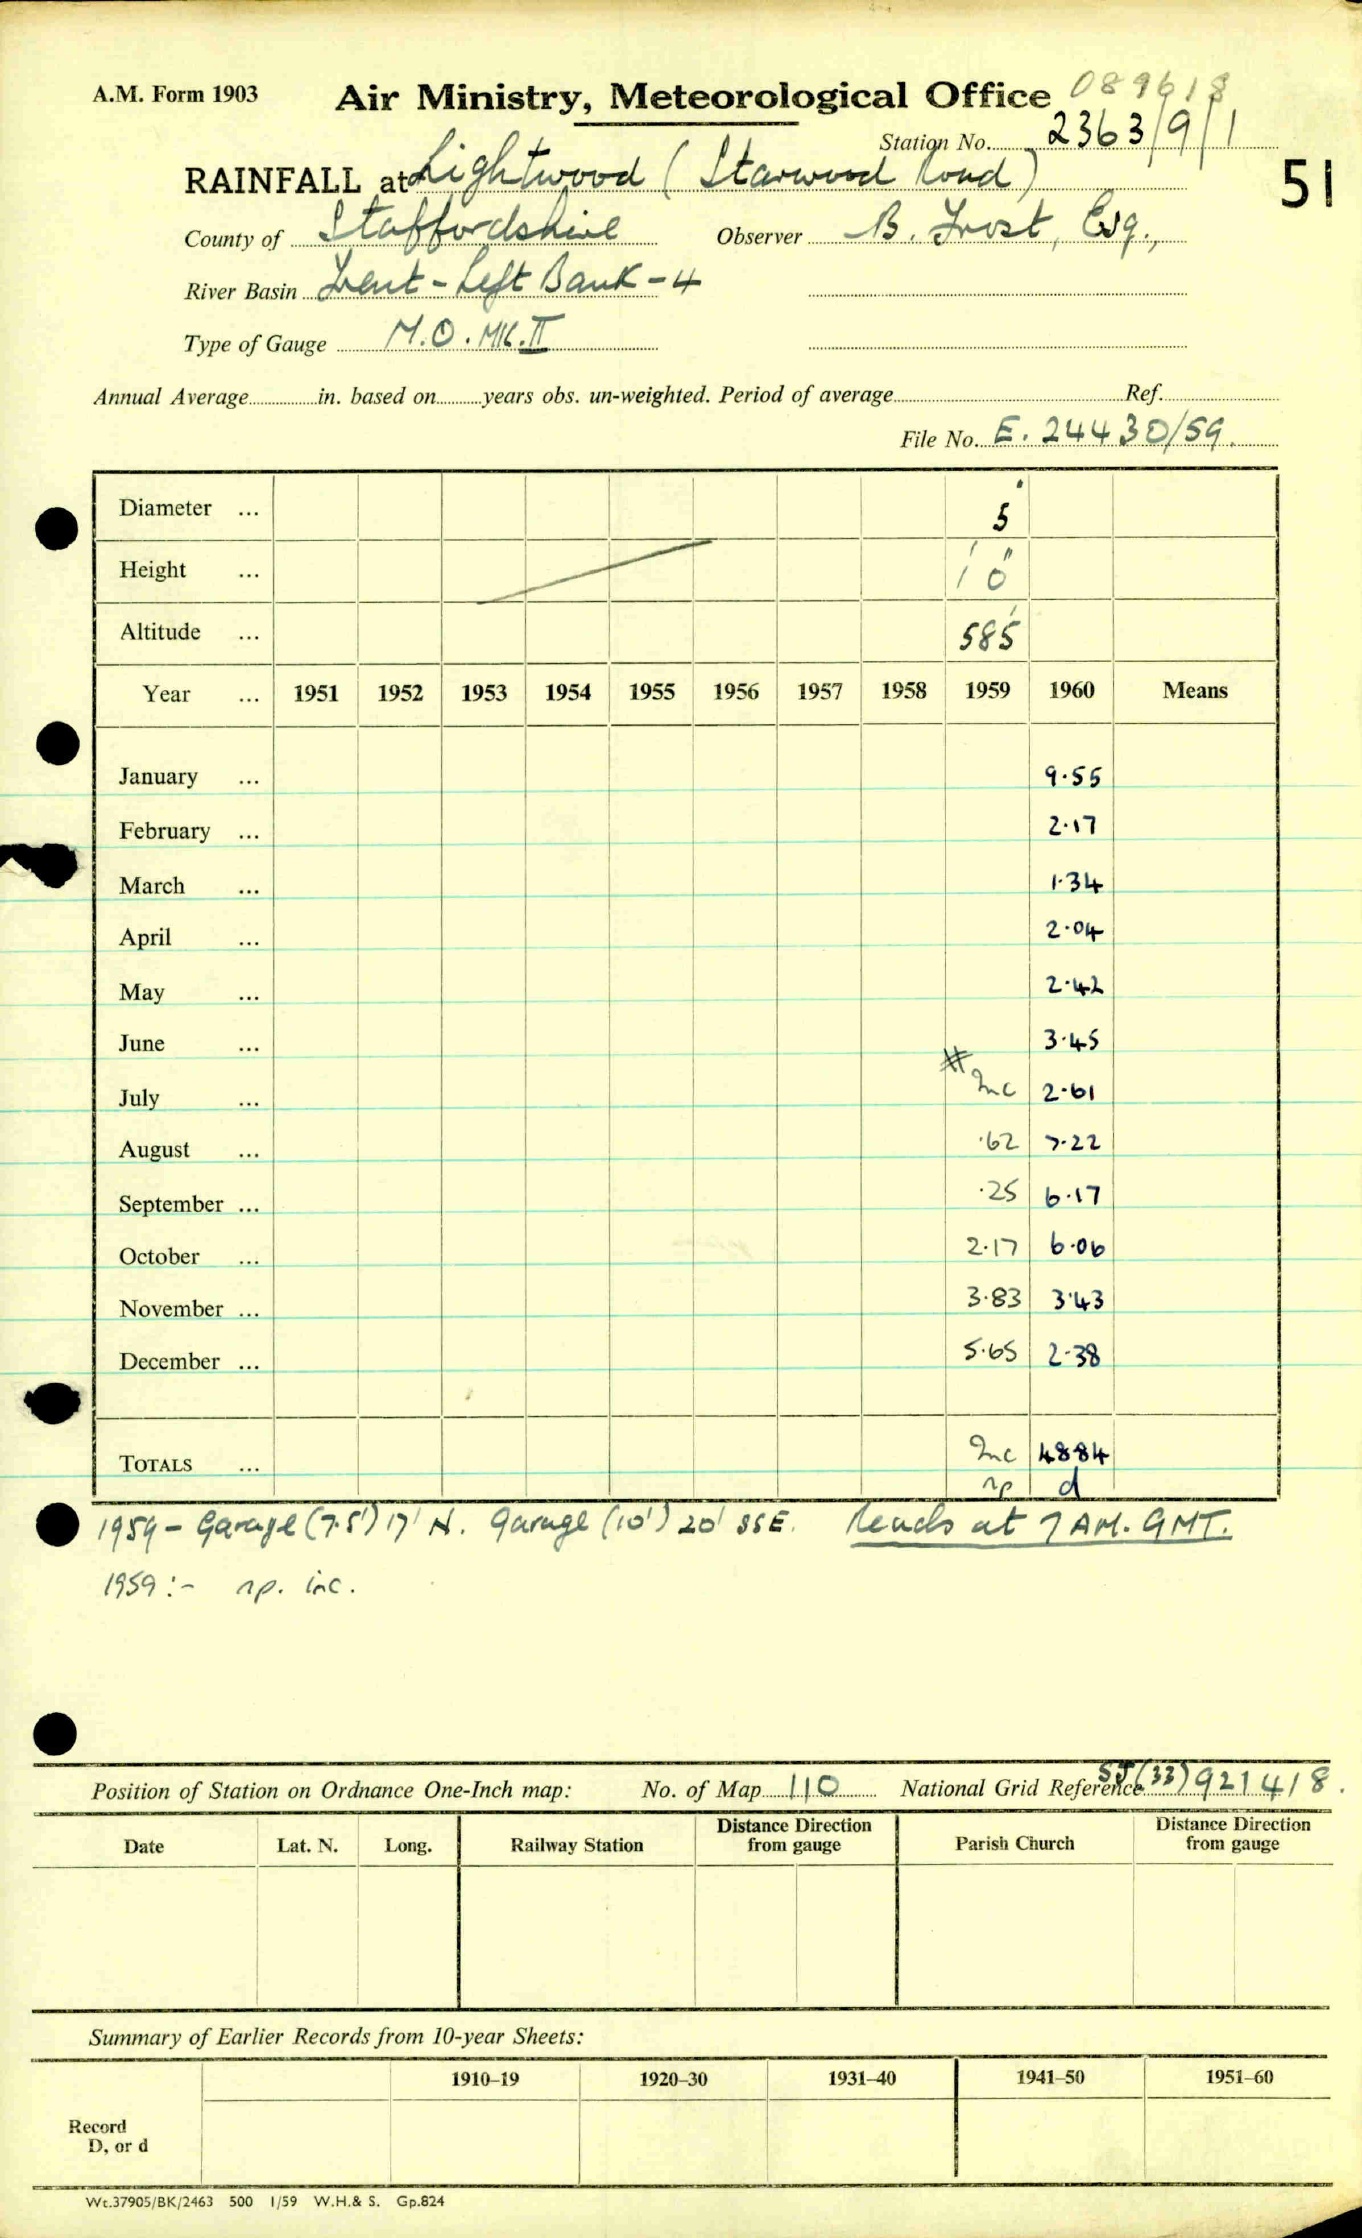 A.M. Form 1903 Air Ministry, Meteorological Office 089618
Station No. 2363/9/1
RAINFALL at Lightwood (Starwood Road) 51
County of Staffordshire Observer B. Frost, Esq.,
River Basin Trent - Left Bank - 4
Type of Gauge M.O. MK. II
Annual Average in. based on years obs. un-weighted. Period of average Ref.
File No. E. 24430/59.
Diameter ... 5"
Height ... 1' 0"
Altitude ... 585'
Year ... 1951 1952 1953 1954 1955 1956 1957 1958 1959 1960 Means
January ... 9.55
February ... 2.17
March ... 1.34
April ... 2.04
May ... 2.42
June ... 3.45
July ... # Inc 2.61
August ... .62 7.22
September ... .25 6.17
October ... 2.17 6.06
November ... 3.83 3.43
December ... 5.65 2.38
TOTALS ... Inc 48.84
np d
1959 - Garage (7.5') 17' N. Garage (10') 20' SSE. Reads at 7 AM. GMT.
1959 :- np. inc.
Position of Station on Ordnance One-Inch map: No. of Map 110 National Grid Reference SJ (33) 921418.
Date Lat. N. Long. Railway Station Distance Direction from gauge Parish Church Distance Direction from gauge
Summary of Earlier Records from 10-year Sheets:
1910–19 1920–30 1931–40 1941–50 1951–60
Record
D, or d
Wt.37905/BK/2463 500 1/59 W.H.& S. Gp.824